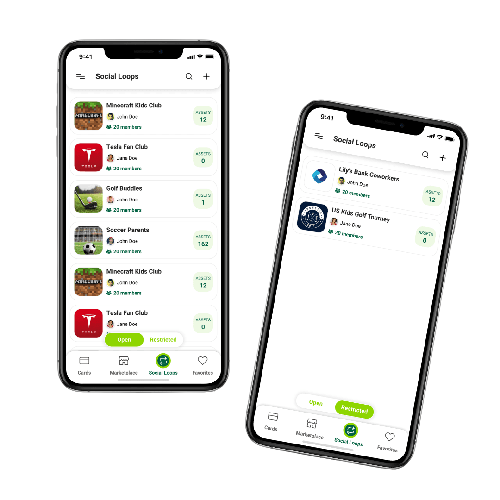 9:41
Social Loops
Minecraft Kids Club
John Doe
20 members
ASSETS
12
Tesla Fan Club
Jane Doe
20 members
ASSETS
0
TESLA
Golf Buddies
John Doe
20 members
ASSETS
1
Soccer Parents
John Doe
20 members
ASSETS
162
Minecraft Kids Club
John Doe
20 members
ASSETS
12
Tesla Fan Club
Jane Doe
ASSETS
0
TESLA
Open
Restricted
Cards
Marketplace
Social Loops
Favorites
9:41
Social Loops
Lily's Bank Coworkers
John Doe
20 members
ASSETS
12
US Kids Golf Tourney
Jane Doe
20 members
ASSETS
8
Open
Restricted
Cards
Marketplace
Social Loops
Favorites